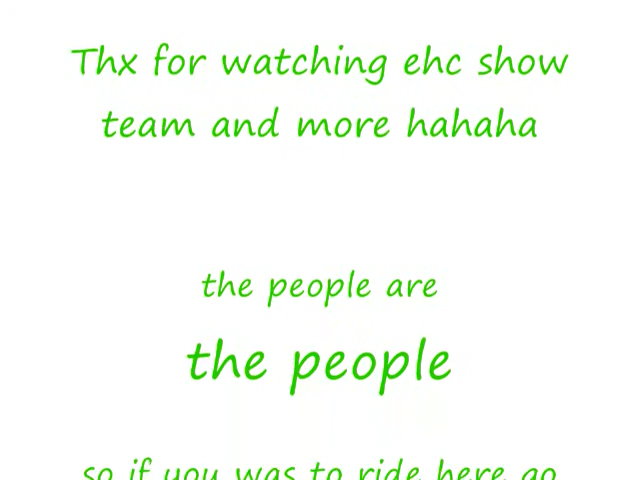 Thx for watching ehc show
team and more hahaha
the people are
the people
so if you was to ride here go